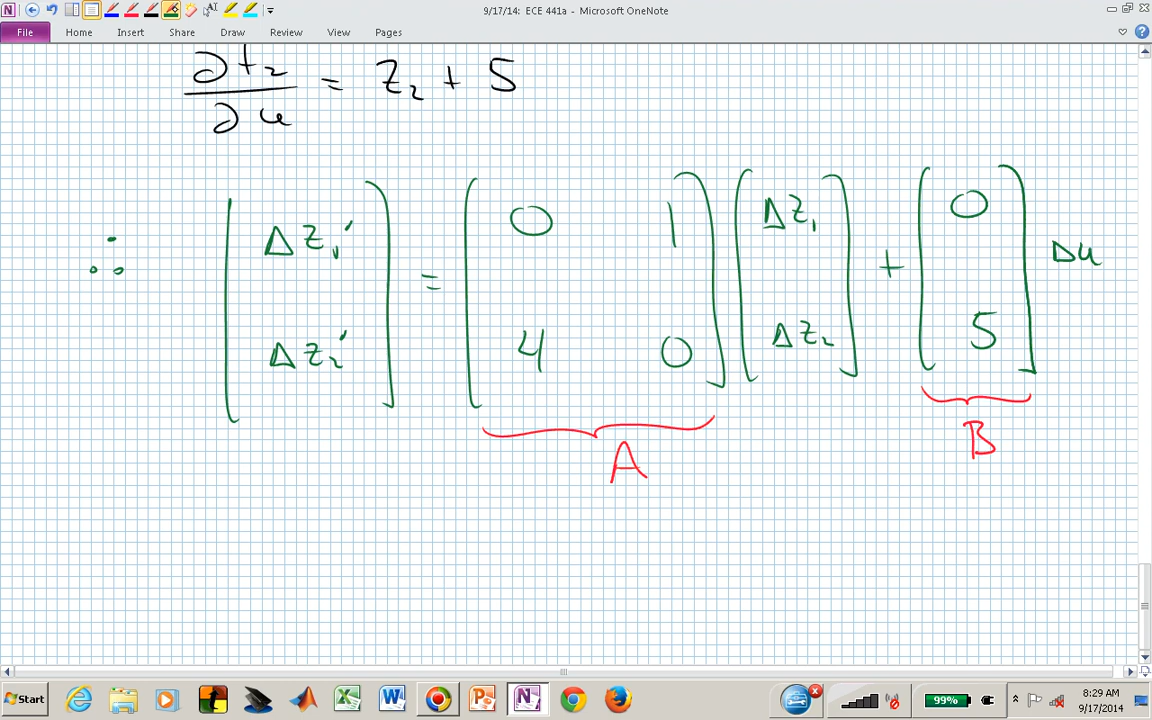 9/17/14: ECE 441a - Microsoft OneNote
File Home Insert Share Draw Review View Pages
∂f₂/∂u = z₂ + 5
∴ [Δz₁′ Δz₂′] = [0 1 4 0] [Δz₁ Δz₂] + [0 5] Δu
A B
Start 99% 8:29 AM
9/17/2014